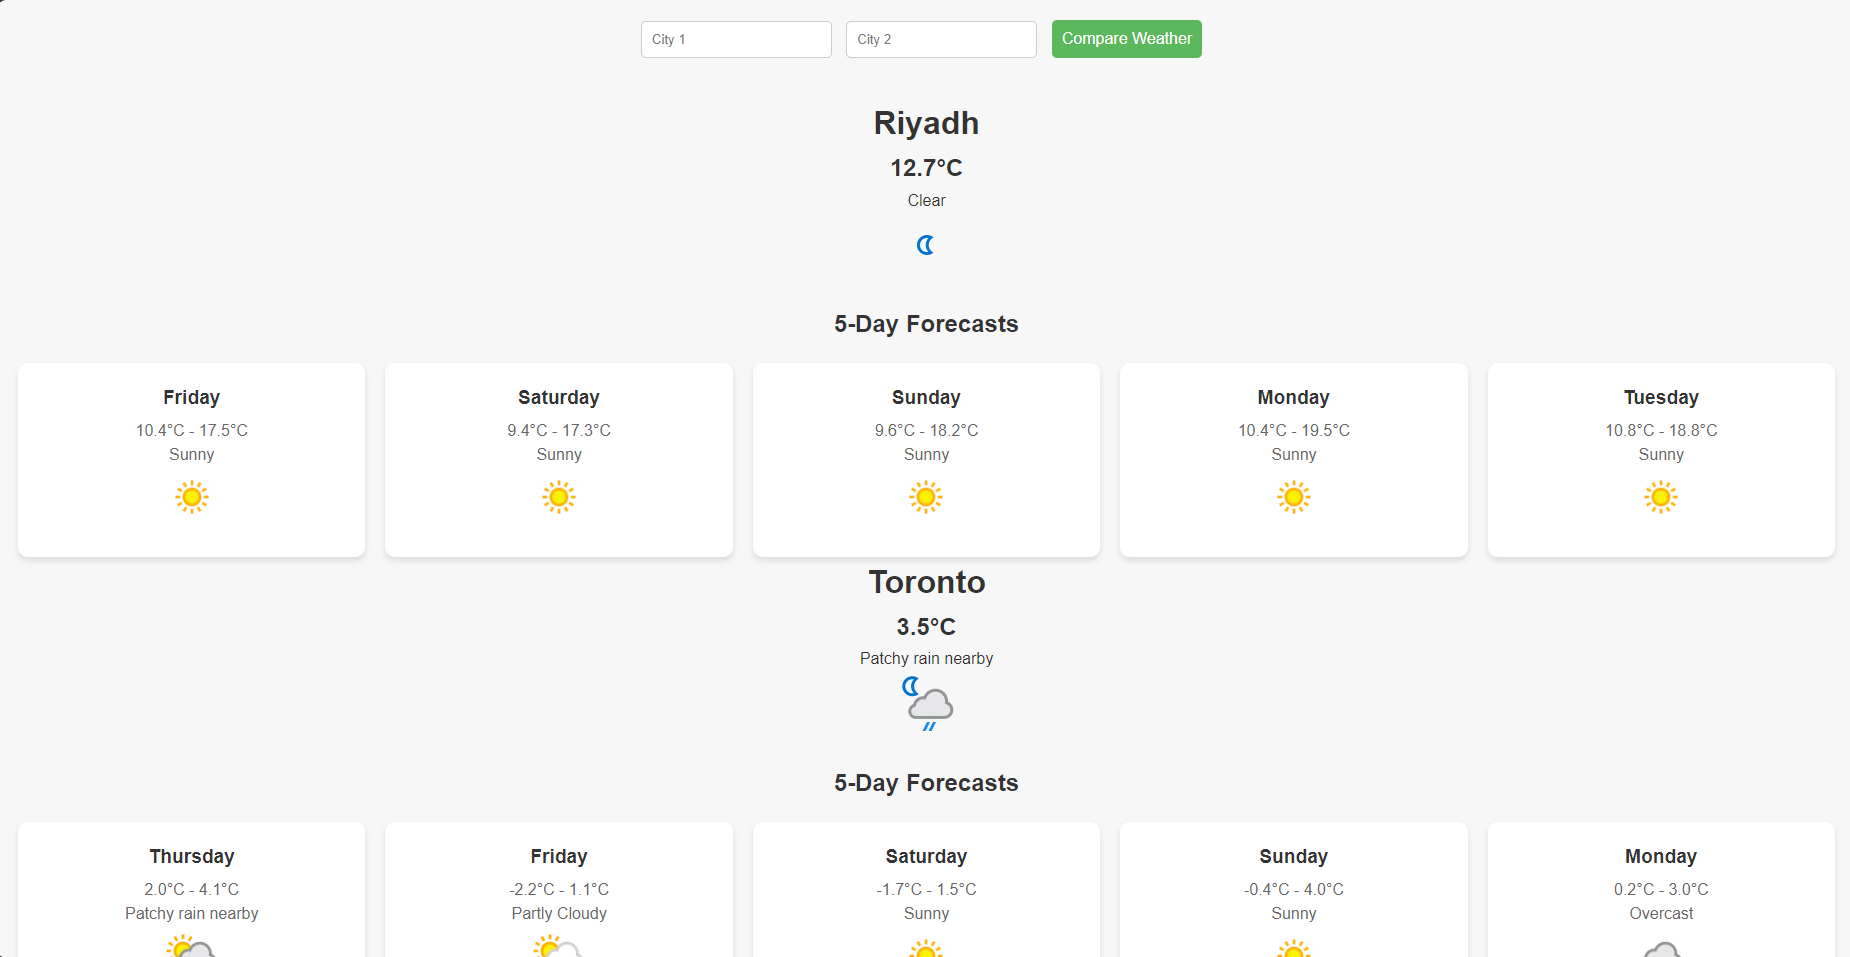 City 1 City 2 Compare Weather
Riyadh
12.7°C
Clear
5-Day Forecasts
Friday Saturday Sunday Monday Tuesday
10.4°C - 17.5°C 9.4°C - 17.3°C 9.6°C - 18.2°C 10.4°C - 19.5°C 10.8°C - 18.8°C
Sunny Sunny Sunny Sunny Sunny
Toronto
3.5°C
Patchy rain nearby
5-Day Forecasts
Thursday Friday Saturday Sunday Monday
2.0°C - 4.1°C -2.2°C - 1.1°C -1.7°C - 1.5°C -0.4°C - 4.0°C 0.2°C - 3.0°C
Patchy rain nearby Partly Cloudy Sunny Sunny Overcast